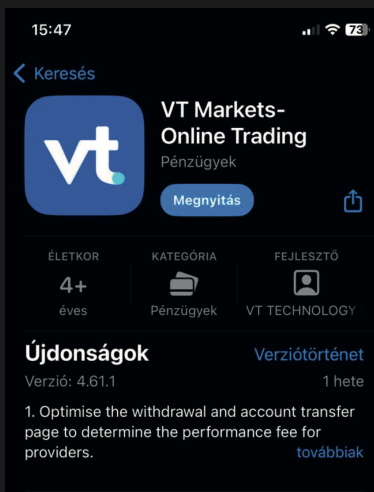 15:47
73
Keresés
vt
VT Markets-
Online Trading
Pénzügyek
Megnyitás
ÉLETKOR
KATEGÓRIA
FEJLESZTŐ
4+
éves
Pénzügyek
VT TECHNOLOGY
Újdonságok
Verziótörténet
Verzió: 4.61.1
1 hete
1. Optimise the withdrawal and account transfer
page to determine the performance fee for
providers.
továbbiak